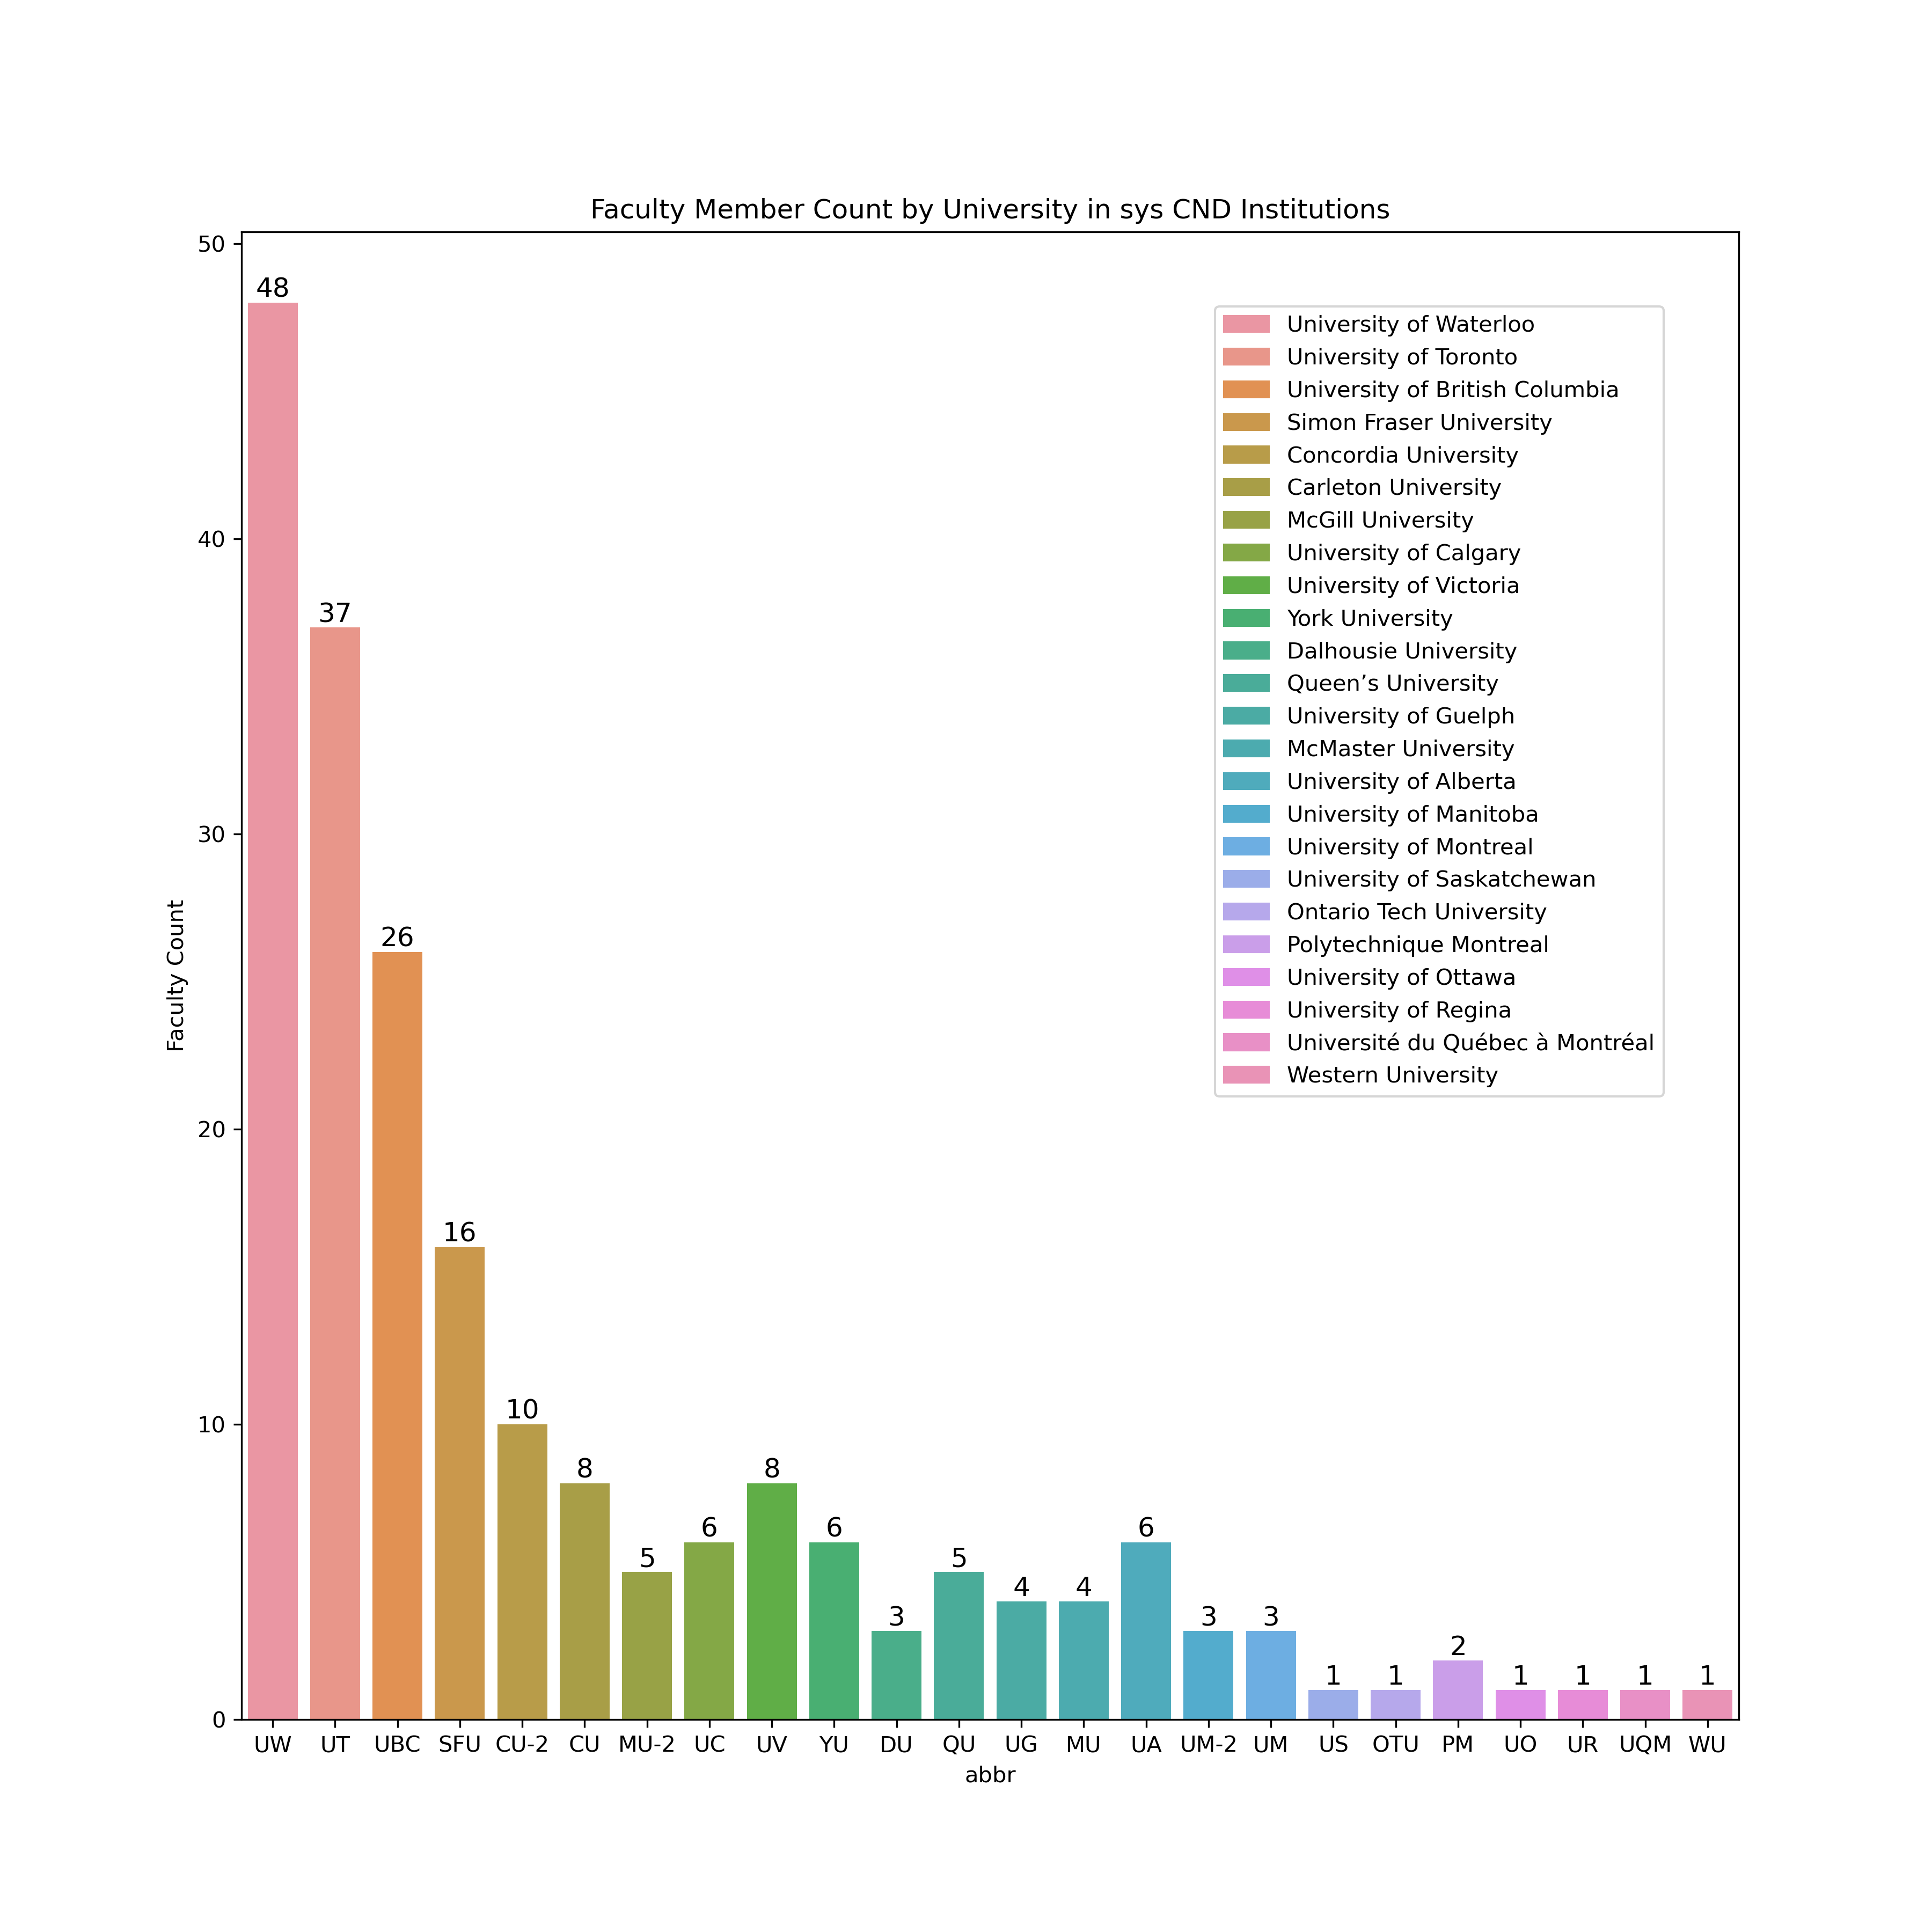 Faculty Member Count by University in sys CND Institutions
50
40
30
20
10
0
Faculty Count
48
37
26
16
10
8
5
6
8
6
3
5
4
4
6
3
3
1
1
2
1
1
1
1
University of Waterloo
University of Toronto
University of British Columbia
Simon Fraser University
Concordia University
Carleton University
McGill University
University of Calgary
University of Victoria
York University
Dalhousie University
Queen’s University
University of Guelph
McMaster University
University of Alberta
University of Manitoba
University of Montreal
University of Saskatchewan
Ontario Tech University
Polytechnique Montreal
University of Ottawa
University of Regina
Université du Québec à Montréal
Western University
UW UT UBC SFU CU-2 CU MU-2 UC UV YU DU QU UG MU UA UM-2 UM US OTU PM UO UR UQM WU
abbr